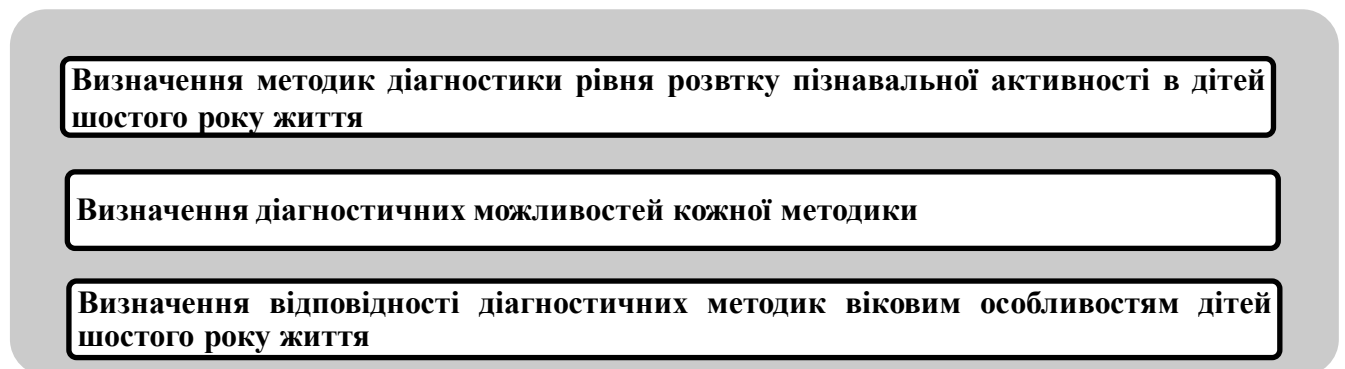 Визначення методик діагностики рівня розвтку пізнавальної активності в дітей
шостого року життя
Визначення діагностичних можливостей кожної методики
Визначення відповідності діагностичних методик віковим особливостям дітей
шостого року життя